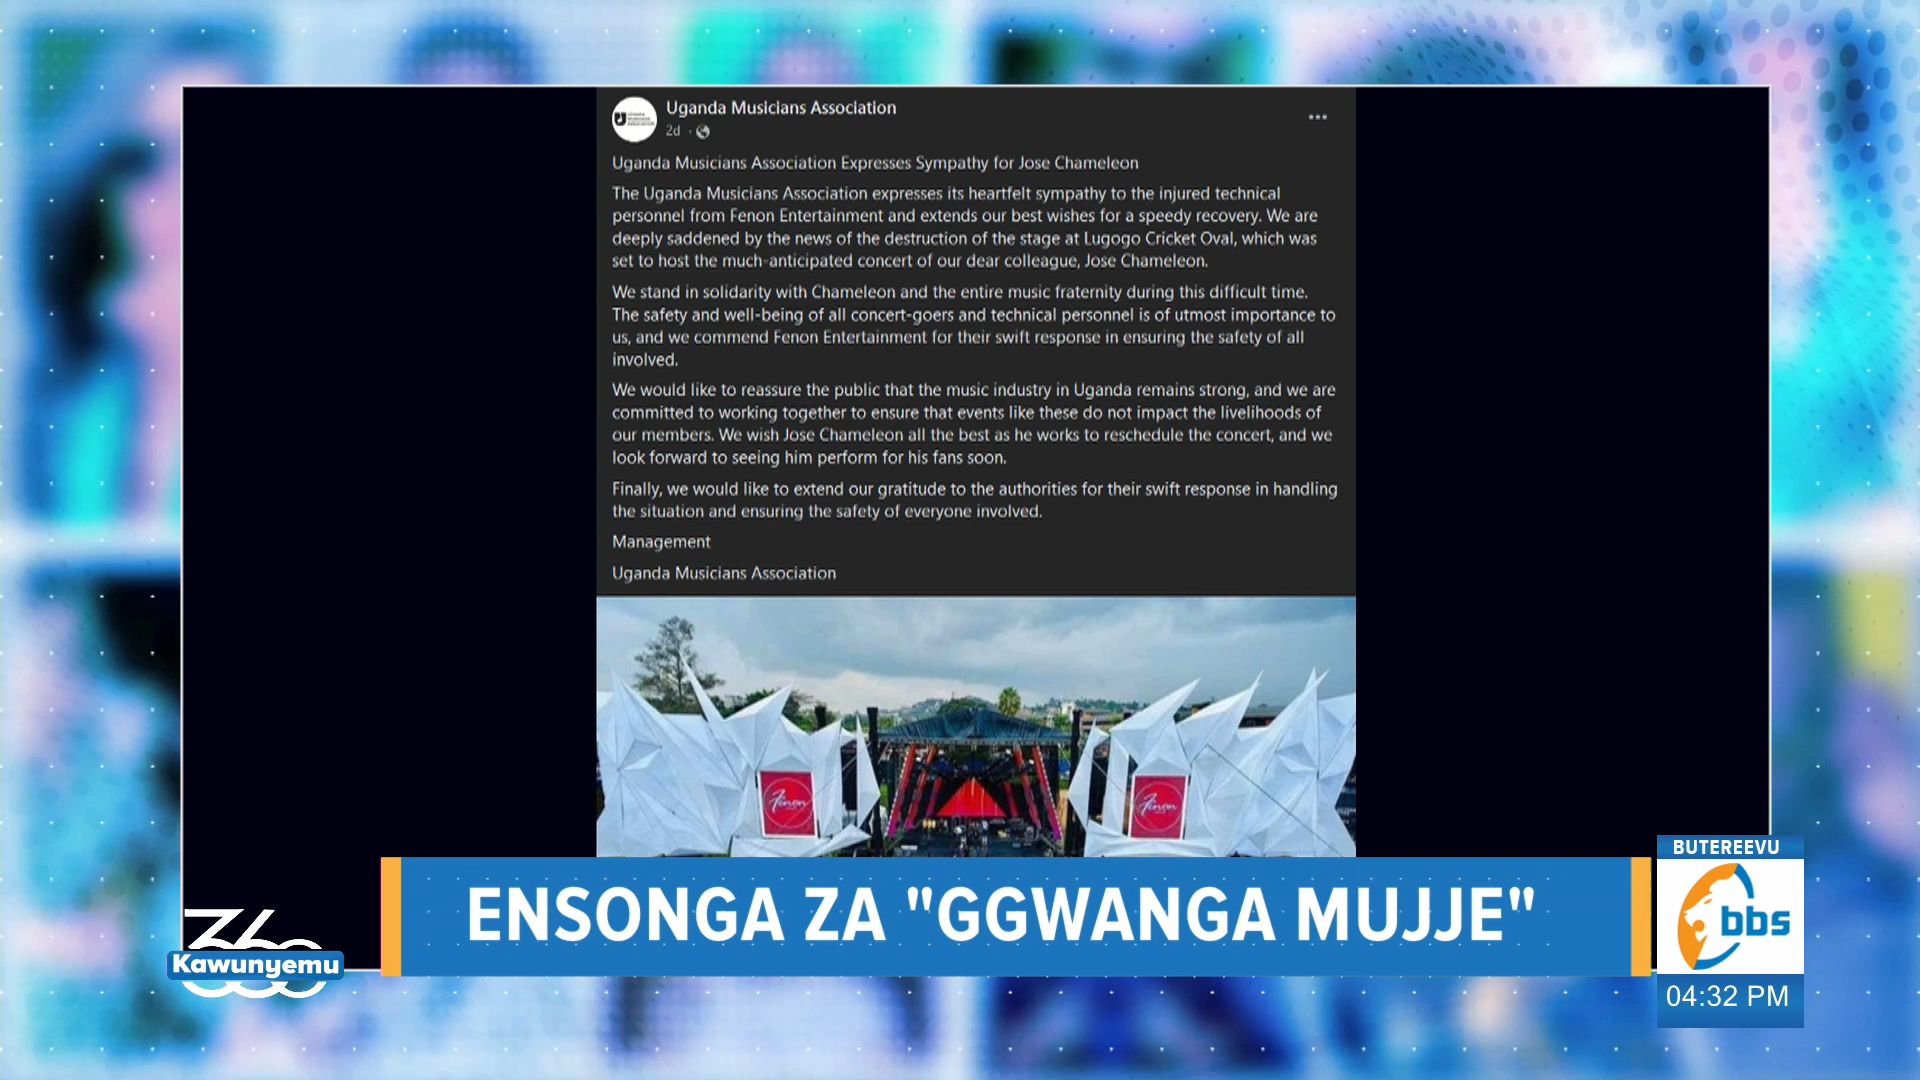 Uganda Musicians Association
2d ·
Uganda Musicians Association Expresses Sympathy for Jose Chameleon
The Uganda Musicians Association expresses its heartfelt sympathy to the injured technical
personnel from Fenon Entertainment and extends our best wishes for a speedy recovery. We are
deeply saddened by the news of the destruction of the stage at Lugogo Cricket Oval, which was
set to host the much-anticipated concert of our dear colleague, Jose Chameleon.
We stand in solidarity with Chameleon and the entire music fraternity during this difficult time.
The safety and well-being of all concert-goers and technical personnel is of utmost importance to
us, and we commend Fenon Entertainment for their swift response in ensuring the safety of all
involved.
We would like to reassure the public that the music industry in Uganda remains strong, and we are
committed to working together to ensure that events like these do not impact the livelihoods of
our members. We wish Jose Chameleon all the best as he works to reschedule the concert, and we
look forward to seeing him perform for his fans soon.
Finally, we would like to extend our gratitude to the authorities for their swift response in handling
the situation and ensuring the safety of everyone involved.
Management
Uganda Musicians Association
Fenon
Fenon
BUTEREEVU
ENSONGA ZA "GGWANGA MUJJE"
bbs
360
Kawunyemu
04:32 PM